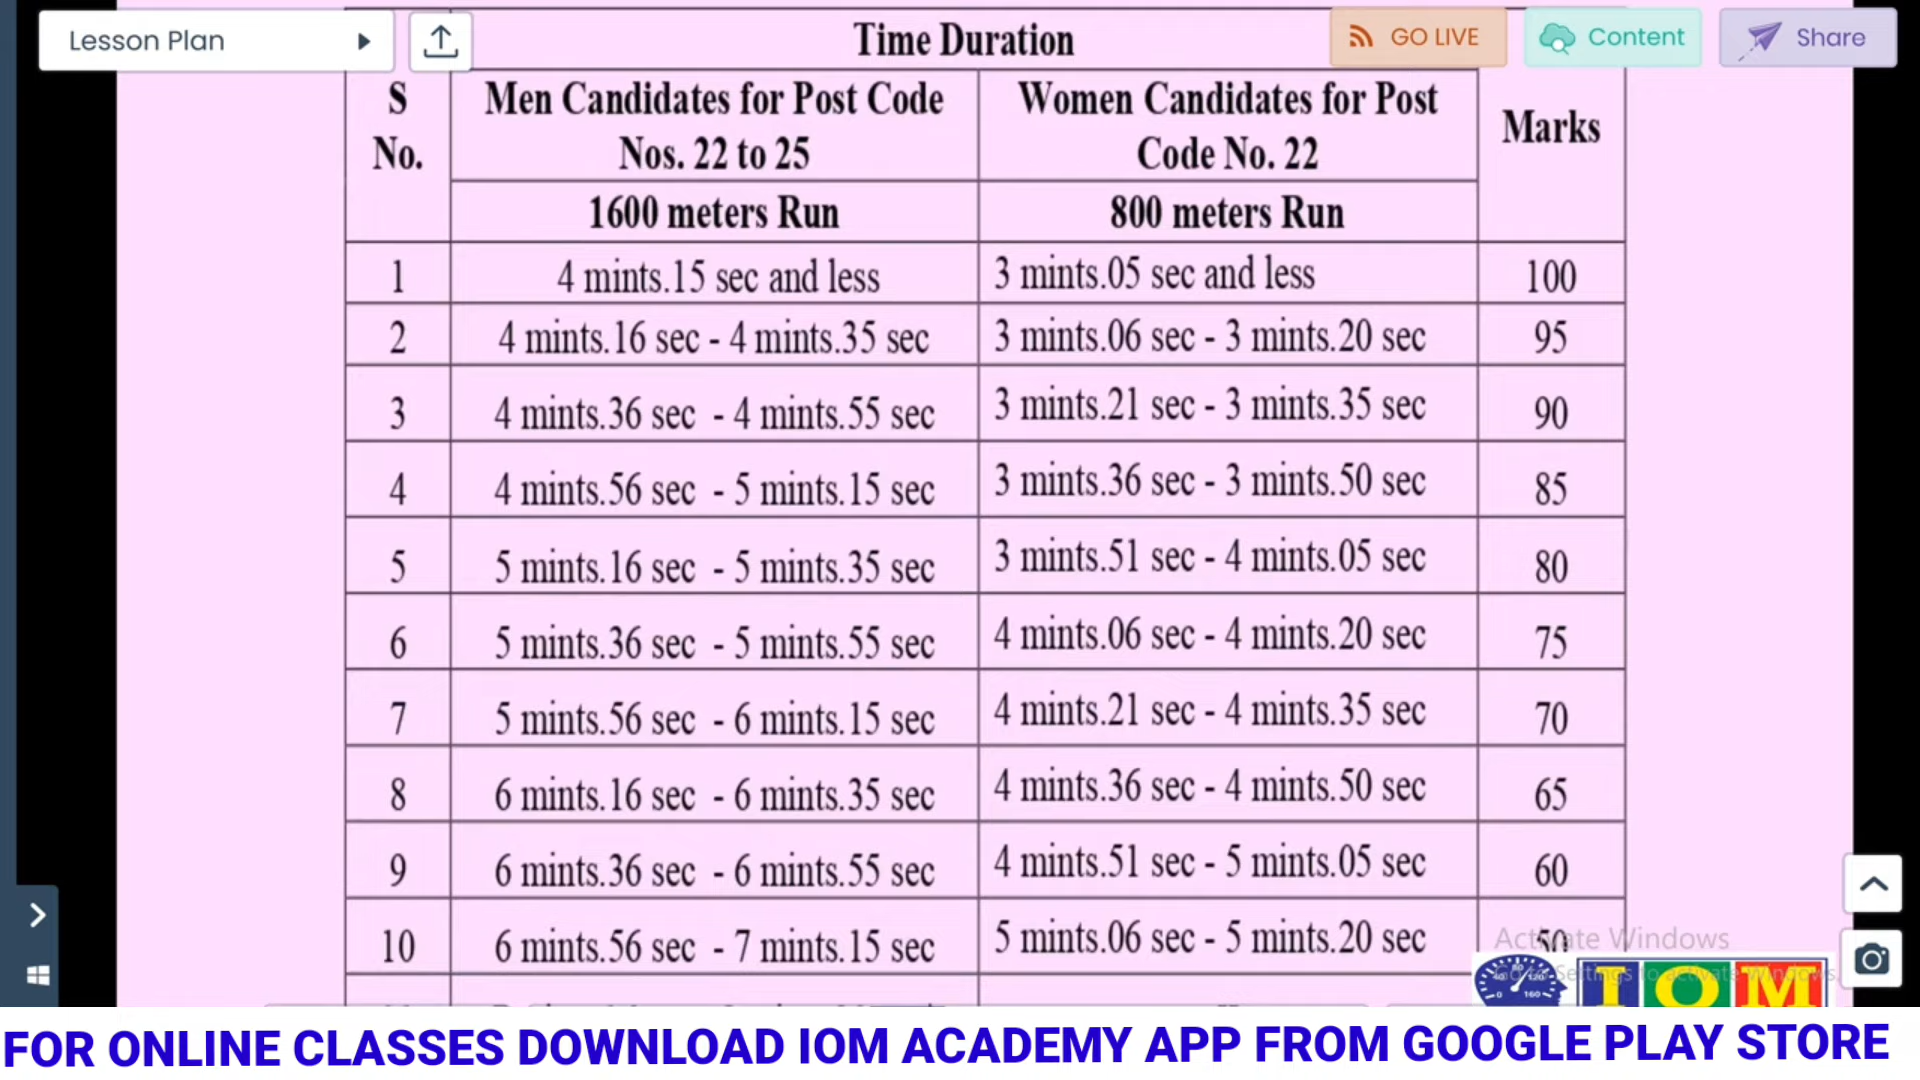 Lesson Plan
Time Duration
GO LIVE
Content
Share
S No.
Men Candidates for Post Code Nos. 22 to 25
Women Candidates for Post Code No. 22
Marks
1600 meters Run
800 meters Run
1 4 mints.15 sec and less 3 mints.05 sec and less 100
2 4 mints.16 sec - 4 mints.35 sec 3 mints.06 sec - 3 mints.20 sec 95
3 4 mints.36 sec - 4 mints.55 sec 3 mints.21 sec - 3 mints.35 sec 90
4 4 mints.56 sec - 5 mints.15 sec 3 mints.36 sec - 3 mints.50 sec 85
5 5 mints.16 sec - 5 mints.35 sec 3 mints.51 sec - 4 mints.05 sec 80
6 5 mints.36 sec - 5 mints.55 sec 4 mints.06 sec - 4 mints.20 sec 75
7 5 mints.56 sec - 6 mints.15 sec 4 mints.21 sec - 4 mints.35 sec 70
8 6 mints.16 sec - 6 mints.35 sec 4 mints.36 sec - 4 mints.50 sec 65
9 6 mints.36 sec - 6 mints.55 sec 4 mints.51 sec - 5 mints.05 sec 60
10 6 mints.56 sec - 7 mints.15 sec 5 mints.06 sec - 5 mints.20 sec 50
Activate Windows
Go to Settings to activate Windows.
IOM
FOR ONLINE CLASSES DOWNLOAD IOM ACADEMY APP FROM GOOGLE PLAY STORE